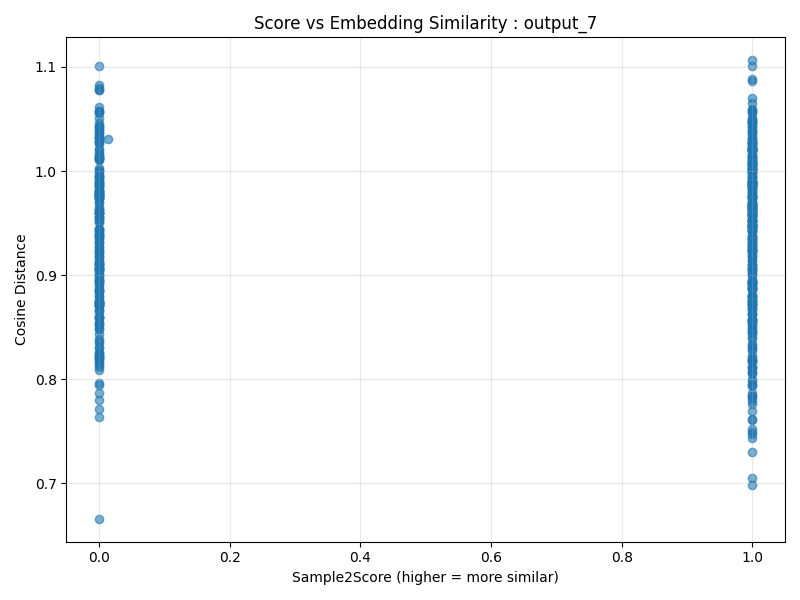 Score vs Embedding Similarity : output_7
1.1
1.0
0.9
0.8
0.7
Cosine Distance
0.0 0.2 0.4 0.6 0.8 1.0
Sample2Score (higher = more similar)